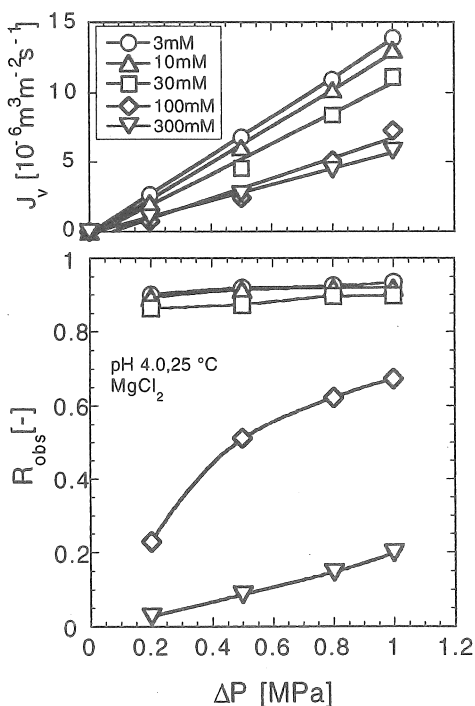 15
10
5
0
J_v [10^-6 m^3 m^-2 s^-1]
3mM
10mM
30mM
100mM
300mM
1
0.8
0.6
0.4
0.2
0
R_obs [-]
pH 4.0,25 °C
MgCl_2
0 0.2 0.4 0.6 0.8 1.0 1.2
ΔP [MPa]